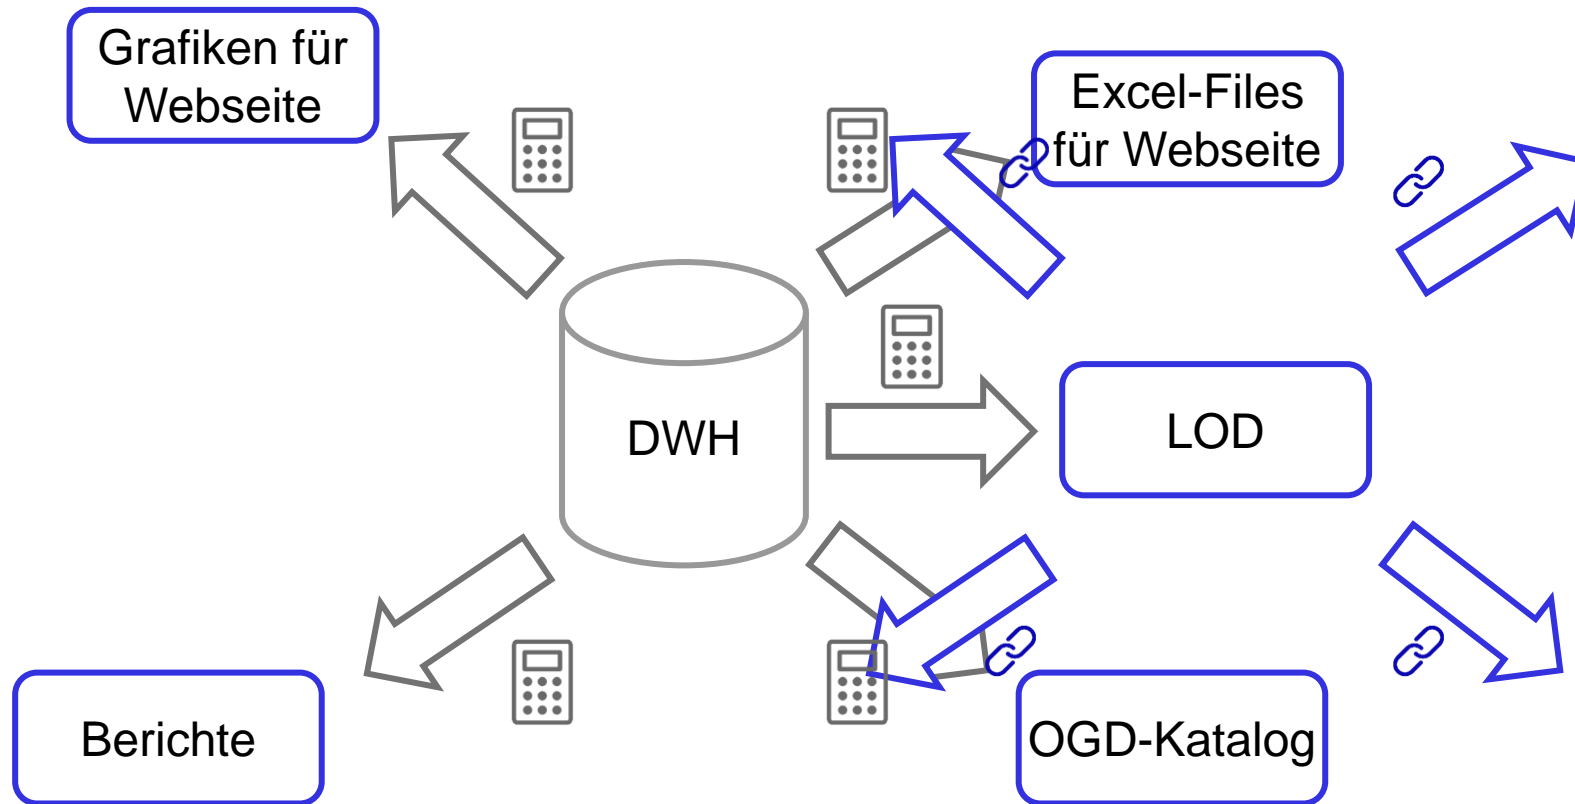 Grafiken für
Webseite
Excel-Files
für Webseite
DWH
LOD
Berichte
OGD-Katalog